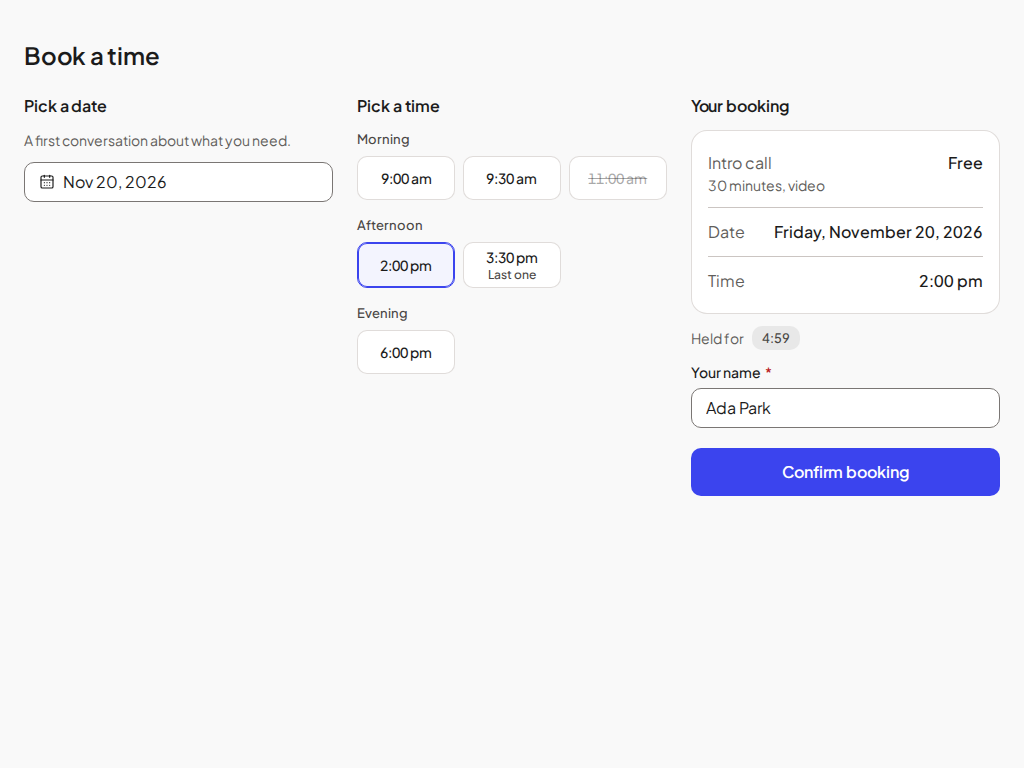 Book a time
Pick a date
A first conversation about what you need.
Nov 20, 2026
Pick a time
Morning
9:00 am
9:30 am
11:00 am
Afternoon
2:00 pm
3:30 pm
Last one
Evening
6:00 pm
Your booking
Intro call
Free
30 minutes, video
Date
Friday, November 20, 2026
Time
2:00 pm
Held for
4:59
Your name *
Ada Park
Confirm booking